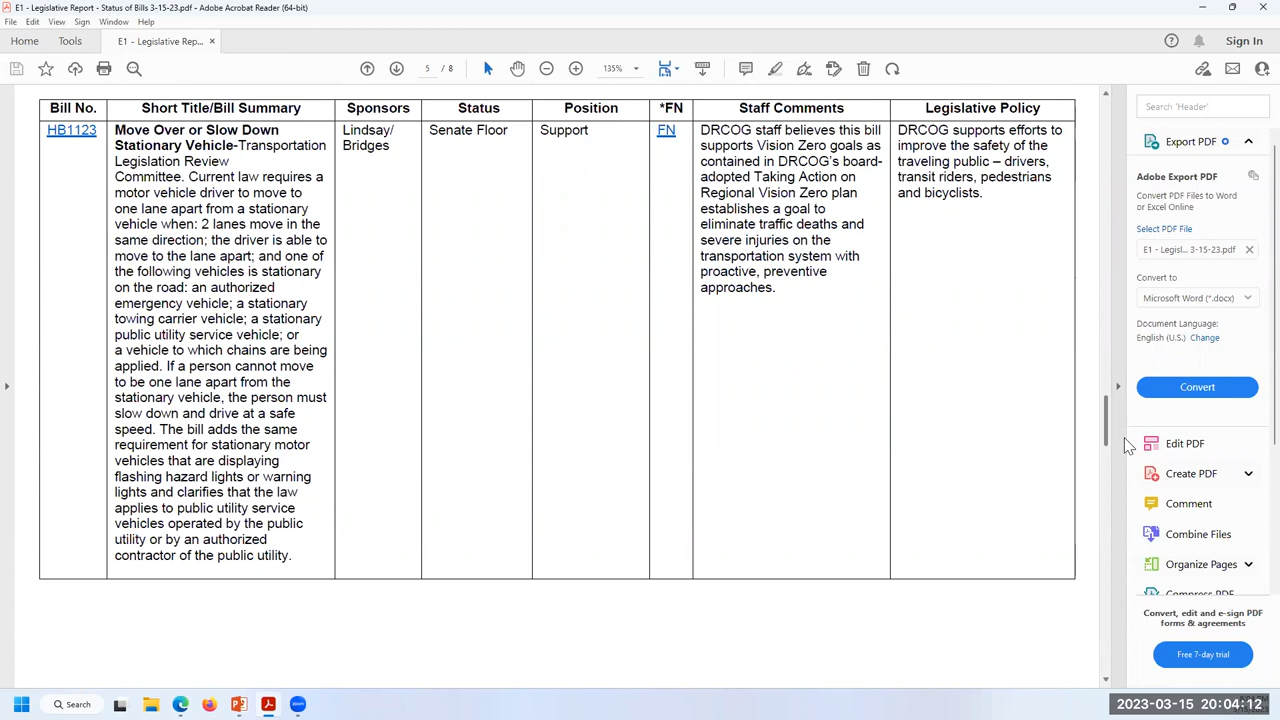 E1 - Legislative Report - Status of Bills 3-15-23.pdf - Adobe Acrobat Reader (64-bit)
File Edit View Sign Window Help
Home Tools E1 - Legislative Rep... × Sign In
5 / 8 135%
Bill No. Short Title/Bill Summary Sponsors Status Position *FN Staff Comments Legislative Policy
HB1123
Move Over or Slow Down
Stationary Vehicle-Transportation
Legislation Review
Committee. Current law requires a
motor vehicle driver to move to
one lane apart from a stationary
vehicle when: 2 lanes move in the
same direction; the driver is able to
move to the lane apart; and one of
the following vehicles is stationary
on the road: an authorized
emergency vehicle; a stationary
towing carrier vehicle; a stationary
public utility service vehicle; or
a vehicle to which chains are being
applied. If a person cannot move
to be one lane apart from the
stationary vehicle, the person must
slow down and drive at a safe
speed. The bill adds the same
requirement for stationary motor
vehicles that are displaying
flashing hazard lights or warning
lights and clarifies that the law
applies to public utility service
vehicles operated by the public
utility or by an authorized
contractor of the public utility.
Lindsay/
Bridges
Senate Floor
Support
FN
DRCOG staff believes this bill
supports Vision Zero goals as
contained in DRCOG's board-
adopted Taking Action on
Regional Vision Zero plan
establishes a goal to
eliminate traffic deaths and
severe injuries on the
transportation system with
proactive, preventive
approaches.
DRCOG supports efforts to
improve the safety of the
traveling public – drivers,
transit riders, pedestrians
and bicyclists.
Search 'Header'
Export PDF
Adobe Export PDF
Convert PDF Files to Word
or Excel Online
Select PDF File
E1 - Legisl... 3-15-23.pdf ×
Convert to
Microsoft Word (*.docx)
Document Language:
English (U.S.) Change
Convert
Edit PDF
Create PDF
Comment
Combine Files
Organize Pages
Compress PDF
Convert, edit and e-sign PDF
forms & agreements
Free 7-day trial
Search
2023-03-15 20:04:12